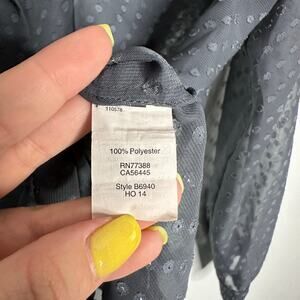 110578
100% Polyester
RN77388
CA56445
Style B6940
HO 14